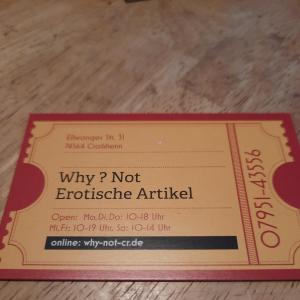 Ellwanger Str. 31
74564 Crailsheim
Why ? Not
Erotische Artikel
Open: Mo,Di,Do: 10-18 Uhr
Mi,Fr: 10-19 Uhr, Sa: 10-14 Uhr
online: why-not-cr.de
07951-43556